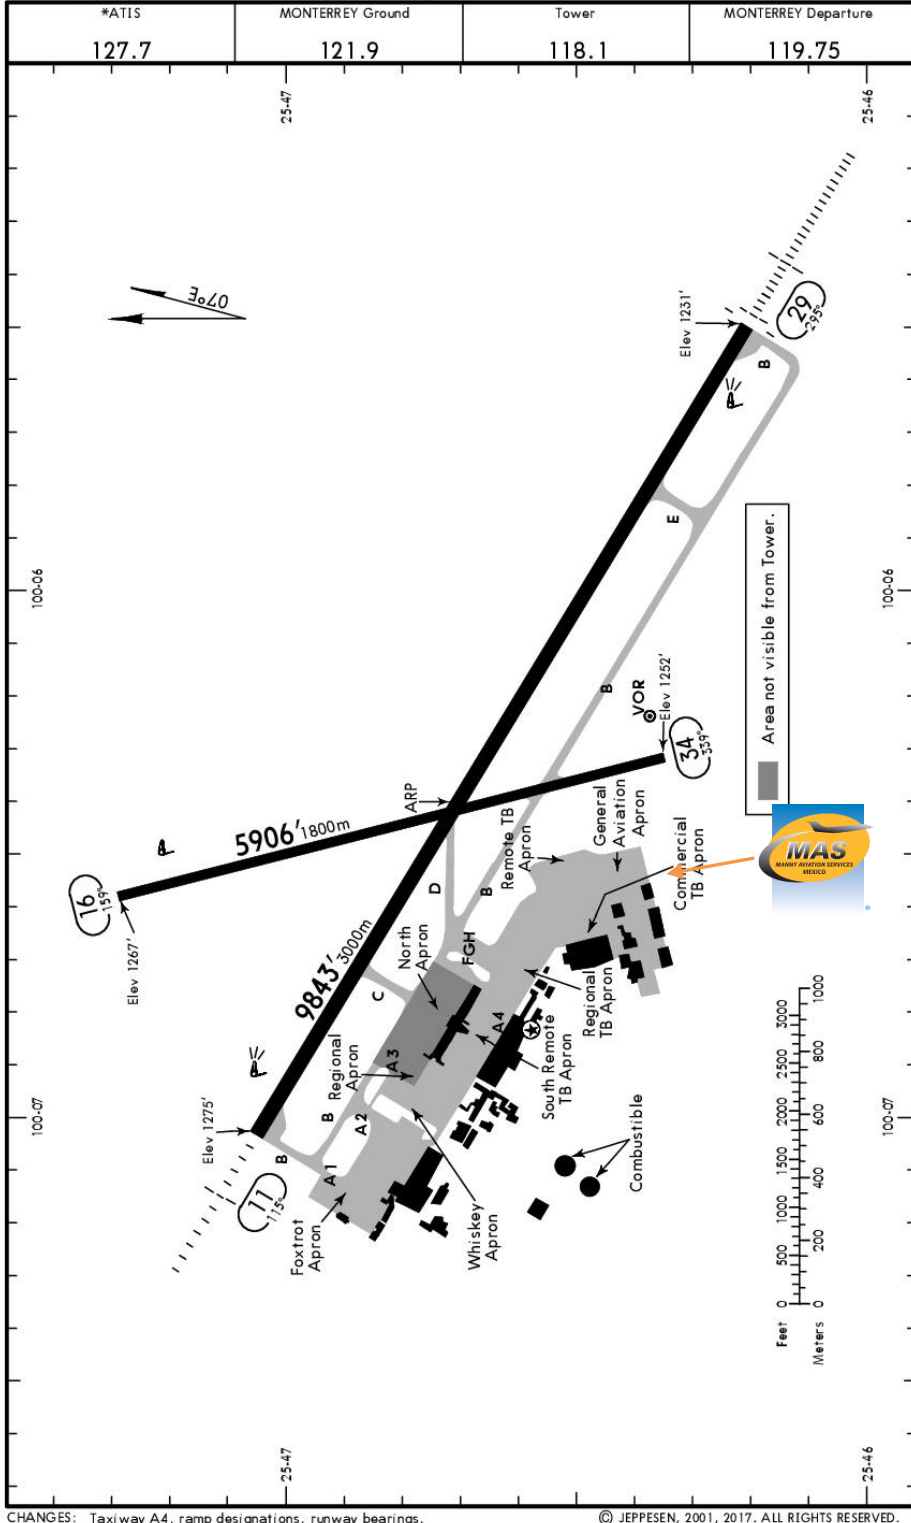 *ATIS
127.7
MONTERREY Ground
121.9
Tower
118.1
MONTERREY Departure
119.75
25-47
25-46
07°E
29
295°
Elev 1231'
B
E
100-06
100-06
Area not visible from Tower.
B
VOR
Elev 1252'
34
339°
ARP
5906' 1800m
16
159°
Elev 1267'
9843' 3000m
D
B
C
Remote TB
Apron
General
Aviation
Apron
Commercial
TB Apron
MAS
MANNY AVIATION SERVICES
MEXICO
®
North
Apron
FGH
A4
A3
Regional
Apron
South Remote
TB Apron
Regional
TB Apron
100-07
100-07
Elev 1275'
B
B
A2
A1
11
115°
Foxtrot
Apron
Whiskey
Apron
Combustible
Feet 0 500 1000 1500 2000 2500 3000
Meters 0 200 400 600 800 1000
25-47
25-46
CHANGES: Taxiway A4, ramp designations, runway bearings.
© JEPPESEN, 2001, 2017. ALL RIGHTS RESERVED.